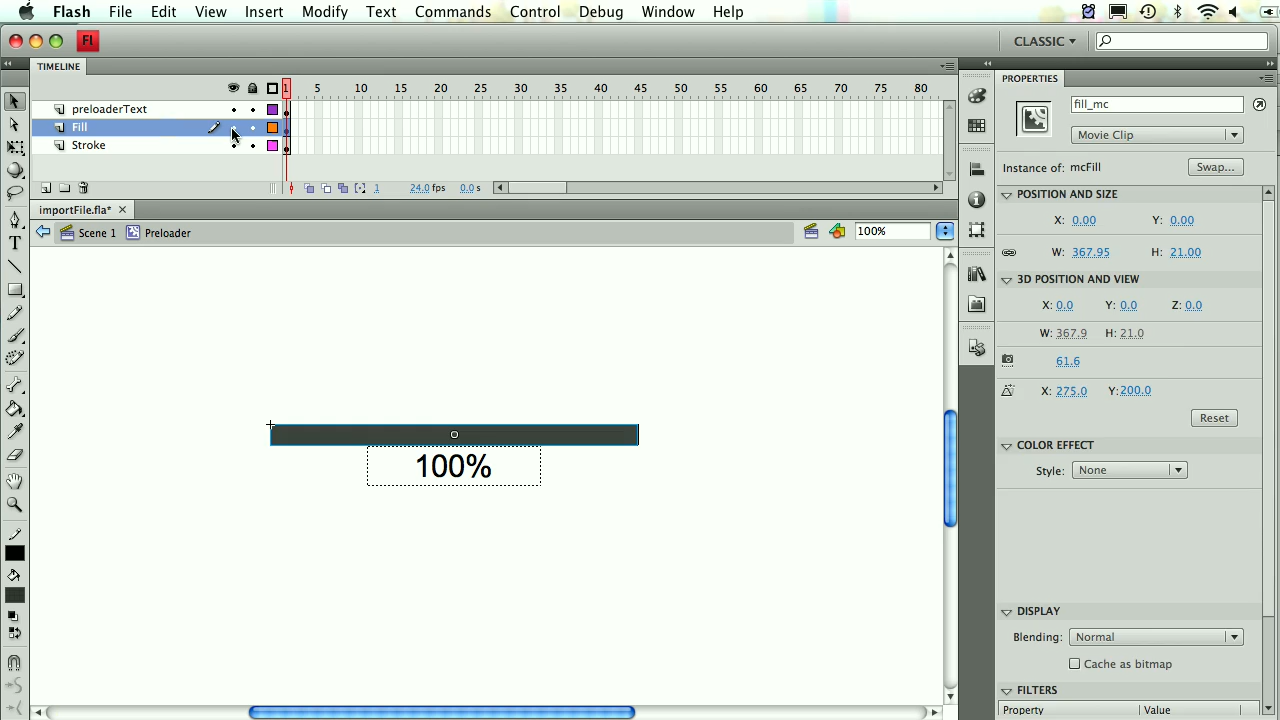 Flash File Edit View Insert Modify Text Commands Control Debug Window Help
Fl CLASSIC
TIMELINE
1 5 10 15 20 25 30 35 40 45 50 55 60 65 70 75 80
preloaderText
Fill
Stroke
1 24.0 fps 0.0 s
importFile.fla*
Scene 1 Preloader 100%
100%
T
PROPERTIES
fill_mc
Movie Clip
Instance of: mcFill Swap...
POSITION AND SIZE
X: 0.00 Y: 0.00
W: 367.95 H: 21.00
3D POSITION AND VIEW
X: 0.0 Y: 0.0 Z: 0.0
W: 367.9 H: 21.0
61.6
X: 275.0 Y: 200.0
Reset
COLOR EFFECT
Style: None
DISPLAY
Blending: Normal
Cache as bitmap
FILTERS
Property Value